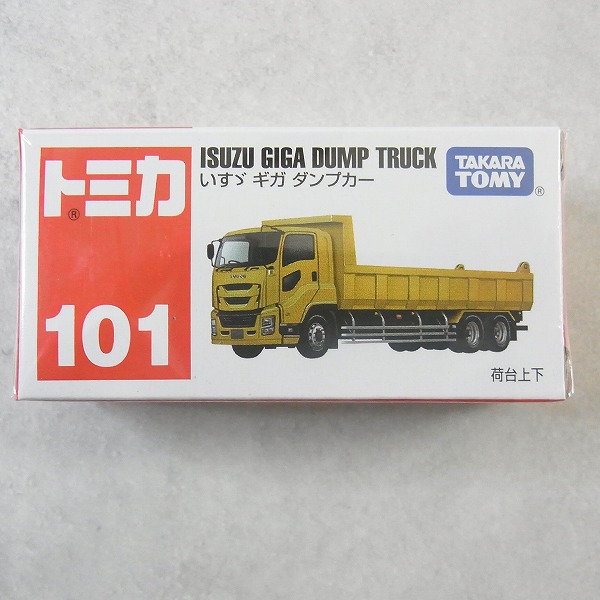 トミカ
®
101
ISUZU GIGA DUMP TRUCK
いすゞ ギガ ダンプカー
TAKARA
TOMY
®
荷台上下